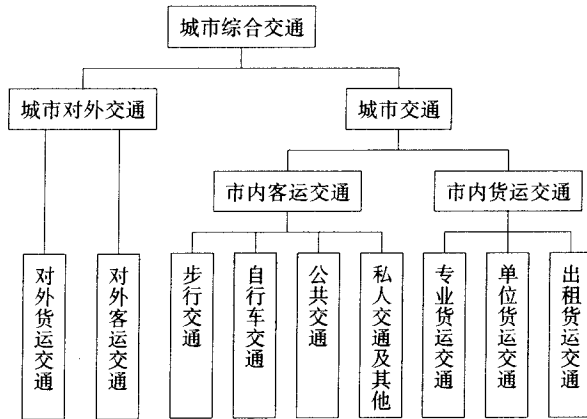 城市综合交通
城市对外交通
城市交通
市内客运交通
市内货运交通
对外货运交通
对外客运交通
步行交通
自行车交通
公共交通
私人交通及其他
专业货运交通
单位货运交通
出租货运交通